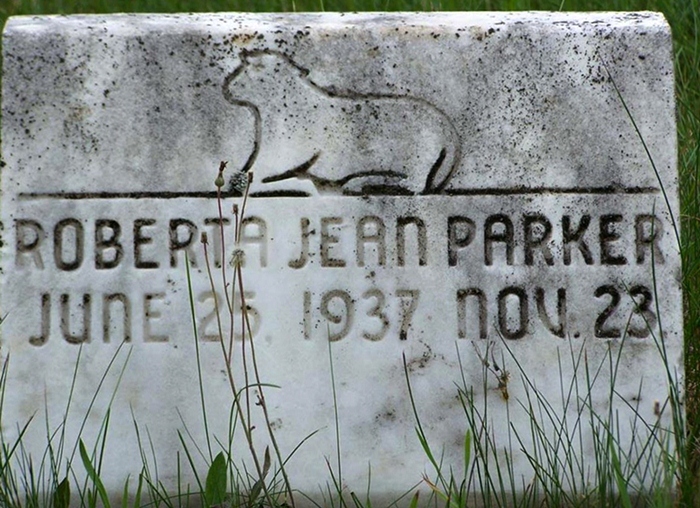 ROBERTA JEAN PARKER
JUNE 25, 1937 NOV. 23